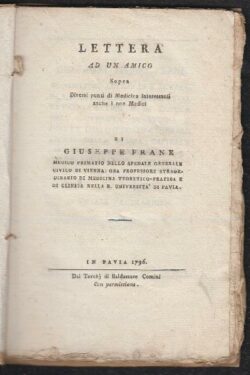 LETTERA
AD UN AMICO
Sopra
Diversi punti di Medicina interessanti
anche i non Medici
DI
GIUSEPPE FRANK
MEDICO PRIMARIO DELLO SPEDALE GENERALE
CIVILE DI VIENNA: ORA PROFESSORE STRAOR-
DINARIO DI MEDICINA TEORETICO-PRATICA E
DI CLINICA NELLA R. UNIVERSITA' DI PAVIA.
IN PAVIA 1796.
Dai Torchj di Baldassare Comini
Con permissione.